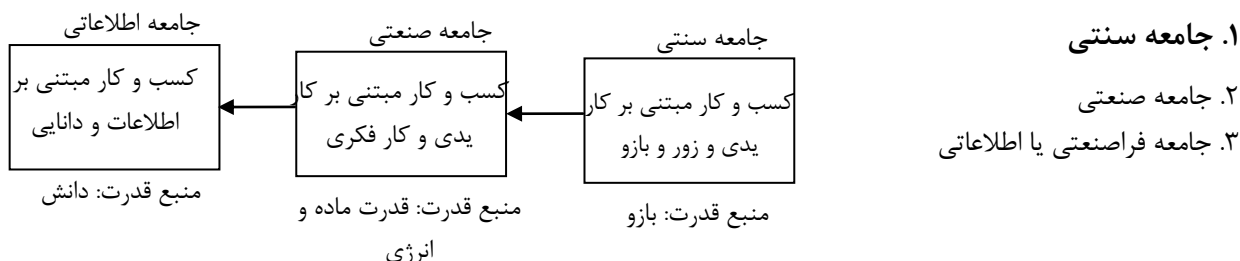 ۱. جامعه سنتی
۲. جامعه صنعتی
۳. جامعه فراصنعتی یا اطلاعاتی
جامعه سنتی
کسب و کار مبتنی بر کار
یدی و زور و بازو
منبع قدرت: بازو
جامعه صنعتی
کسب و کار مبتنی بر کار
یدی و کار فکری
منبع قدرت: قدرت ماده و
انرژی
جامعه اطلاعاتی
کسب و کار مبتنی بر
اطلاعات و دانایی
منبع قدرت: دانش